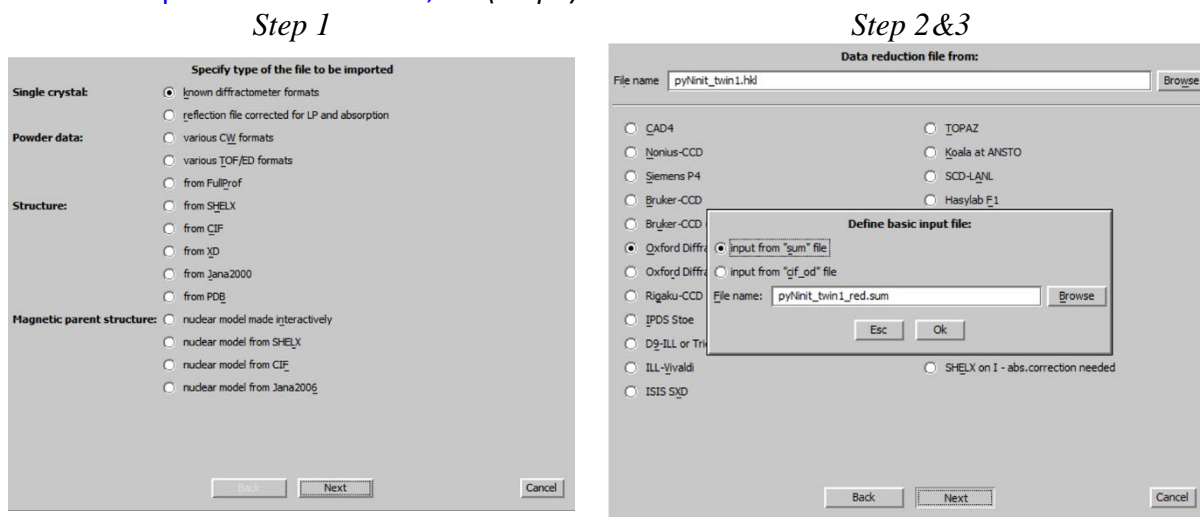 Step 1
Step 2&3
Specify type of the file to be imported
Single crystal:
known diffractometer formats
reflection file corrected for LP and absorption
Powder data:
various CW formats
various TOF/ED formats
from FullProf
Structure:
from SHELX
from CIF
from XD
from Jana2000
from PDB
Magnetic parent structure:
nuclear model made interactively
nuclear model from SHELX
nuclear model from CIF
nuclear model from Jana2006
Back
Next
Cancel
Data reduction file from:
File name pyNinit_twin1.hkl Browse
CAD4
Nonius-CCD
Siemens P4
Bruker-CCD
Bruker-CCD
Oxford Diffra
Oxford Diffra
Rigaku-CCD
IPDS Stoe
D9-ILL or Tri
ILL-Vivaldi
ISIS SXD
TOPAZ
Koala at ANSTO
SCD-LANL
Hasylab F1
SHELX on I - abs.correction needed
Define basic input file:
input from "sum" file
input from "cif_od" file
File name: pyNinit_twin1_red.sum Browse
Esc
Ok
Back
Next
Cancel